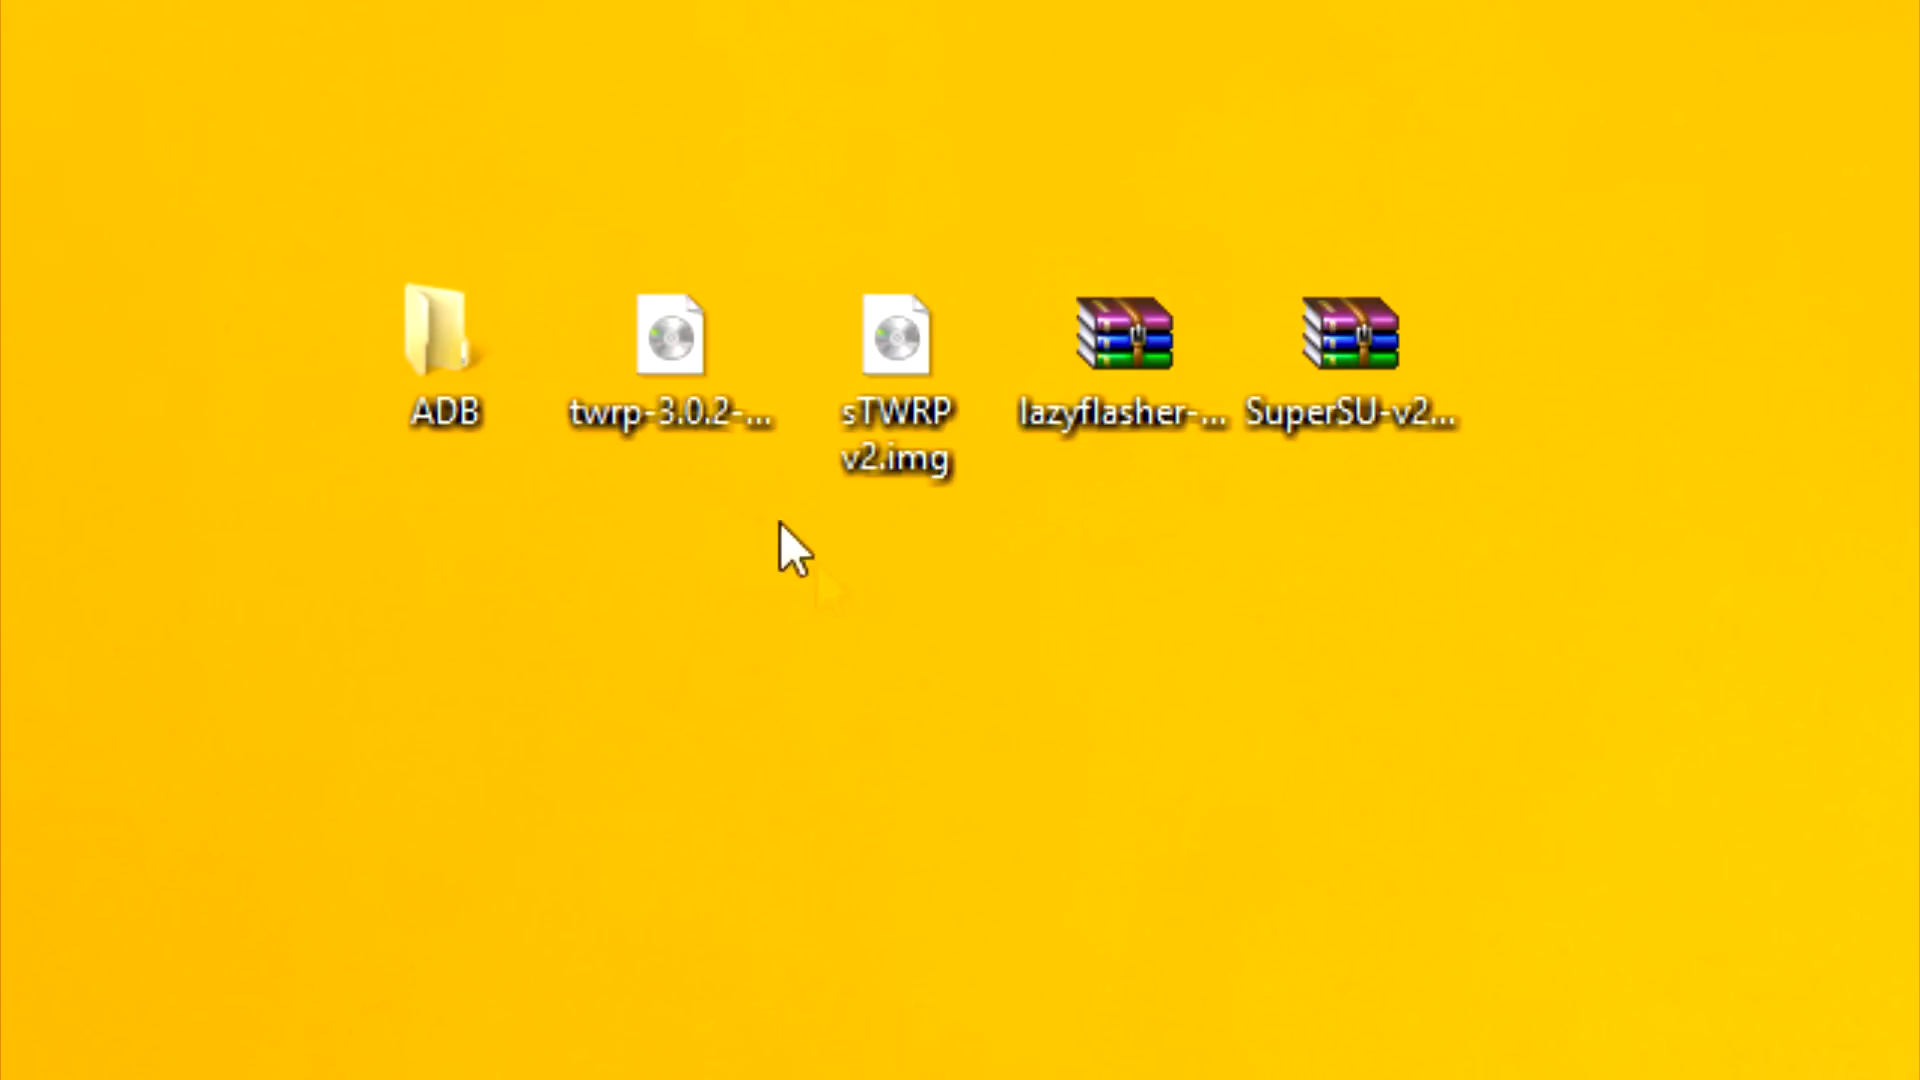 ADB
twrp-3.0.2-...
sTWRP
v2.img
lazyflasher-...
SuperSU-v2...